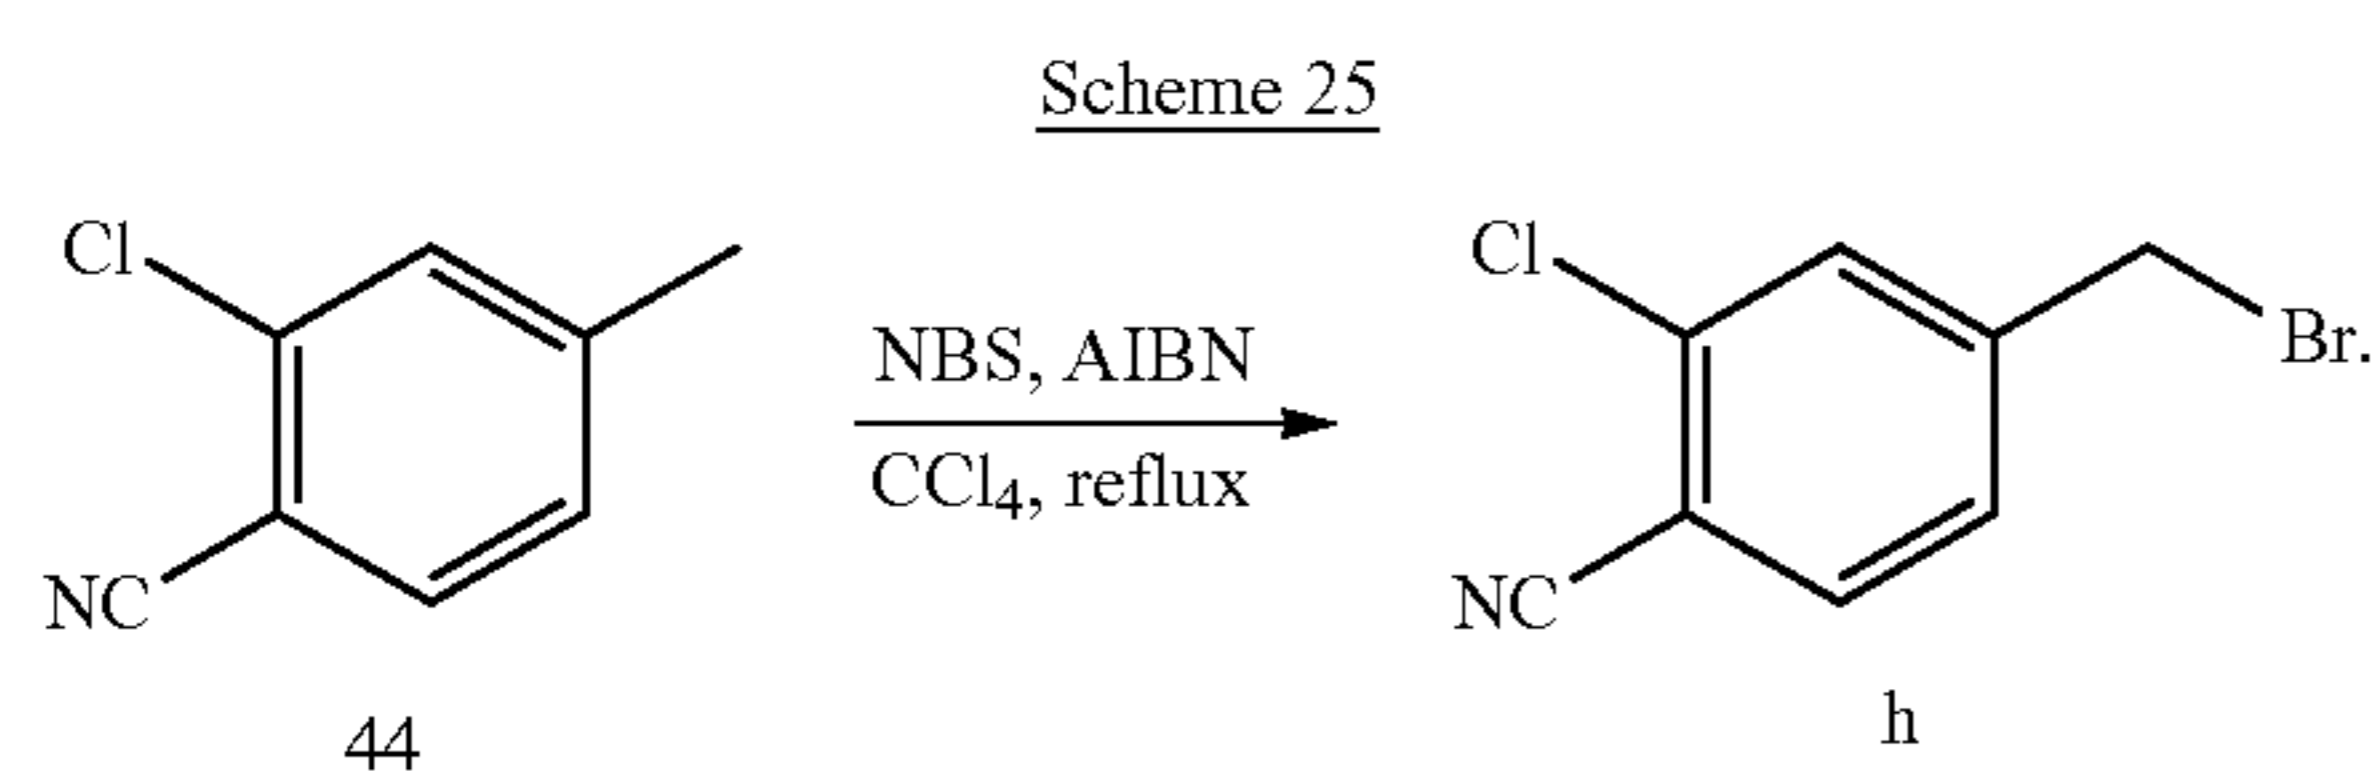 Scheme 25
Cl
NC
44
NBS, AIBN
CCl4, reflux
Cl
Br.
NC
h